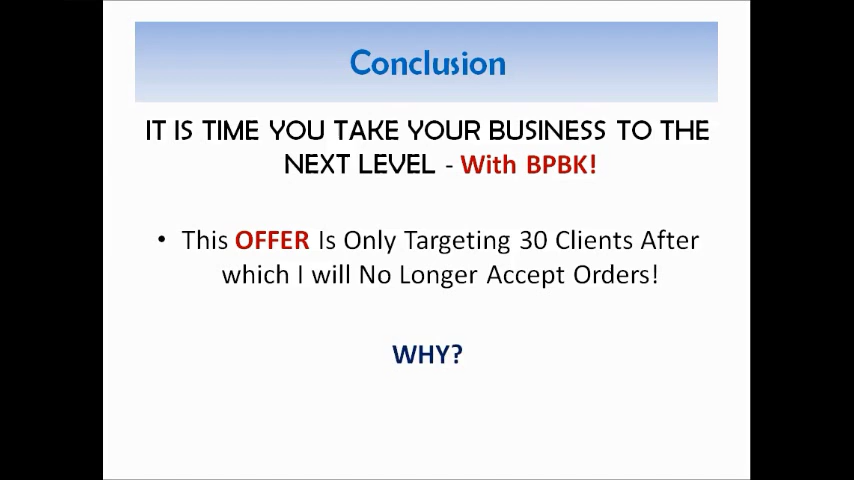 Conclusion
IT IS TIME YOU TAKE YOUR BUSINESS TO THE
NEXT LEVEL - With BPBK!
• This OFFER Is Only Targeting 30 Clients After
which I will No Longer Accept Orders!
WHY?